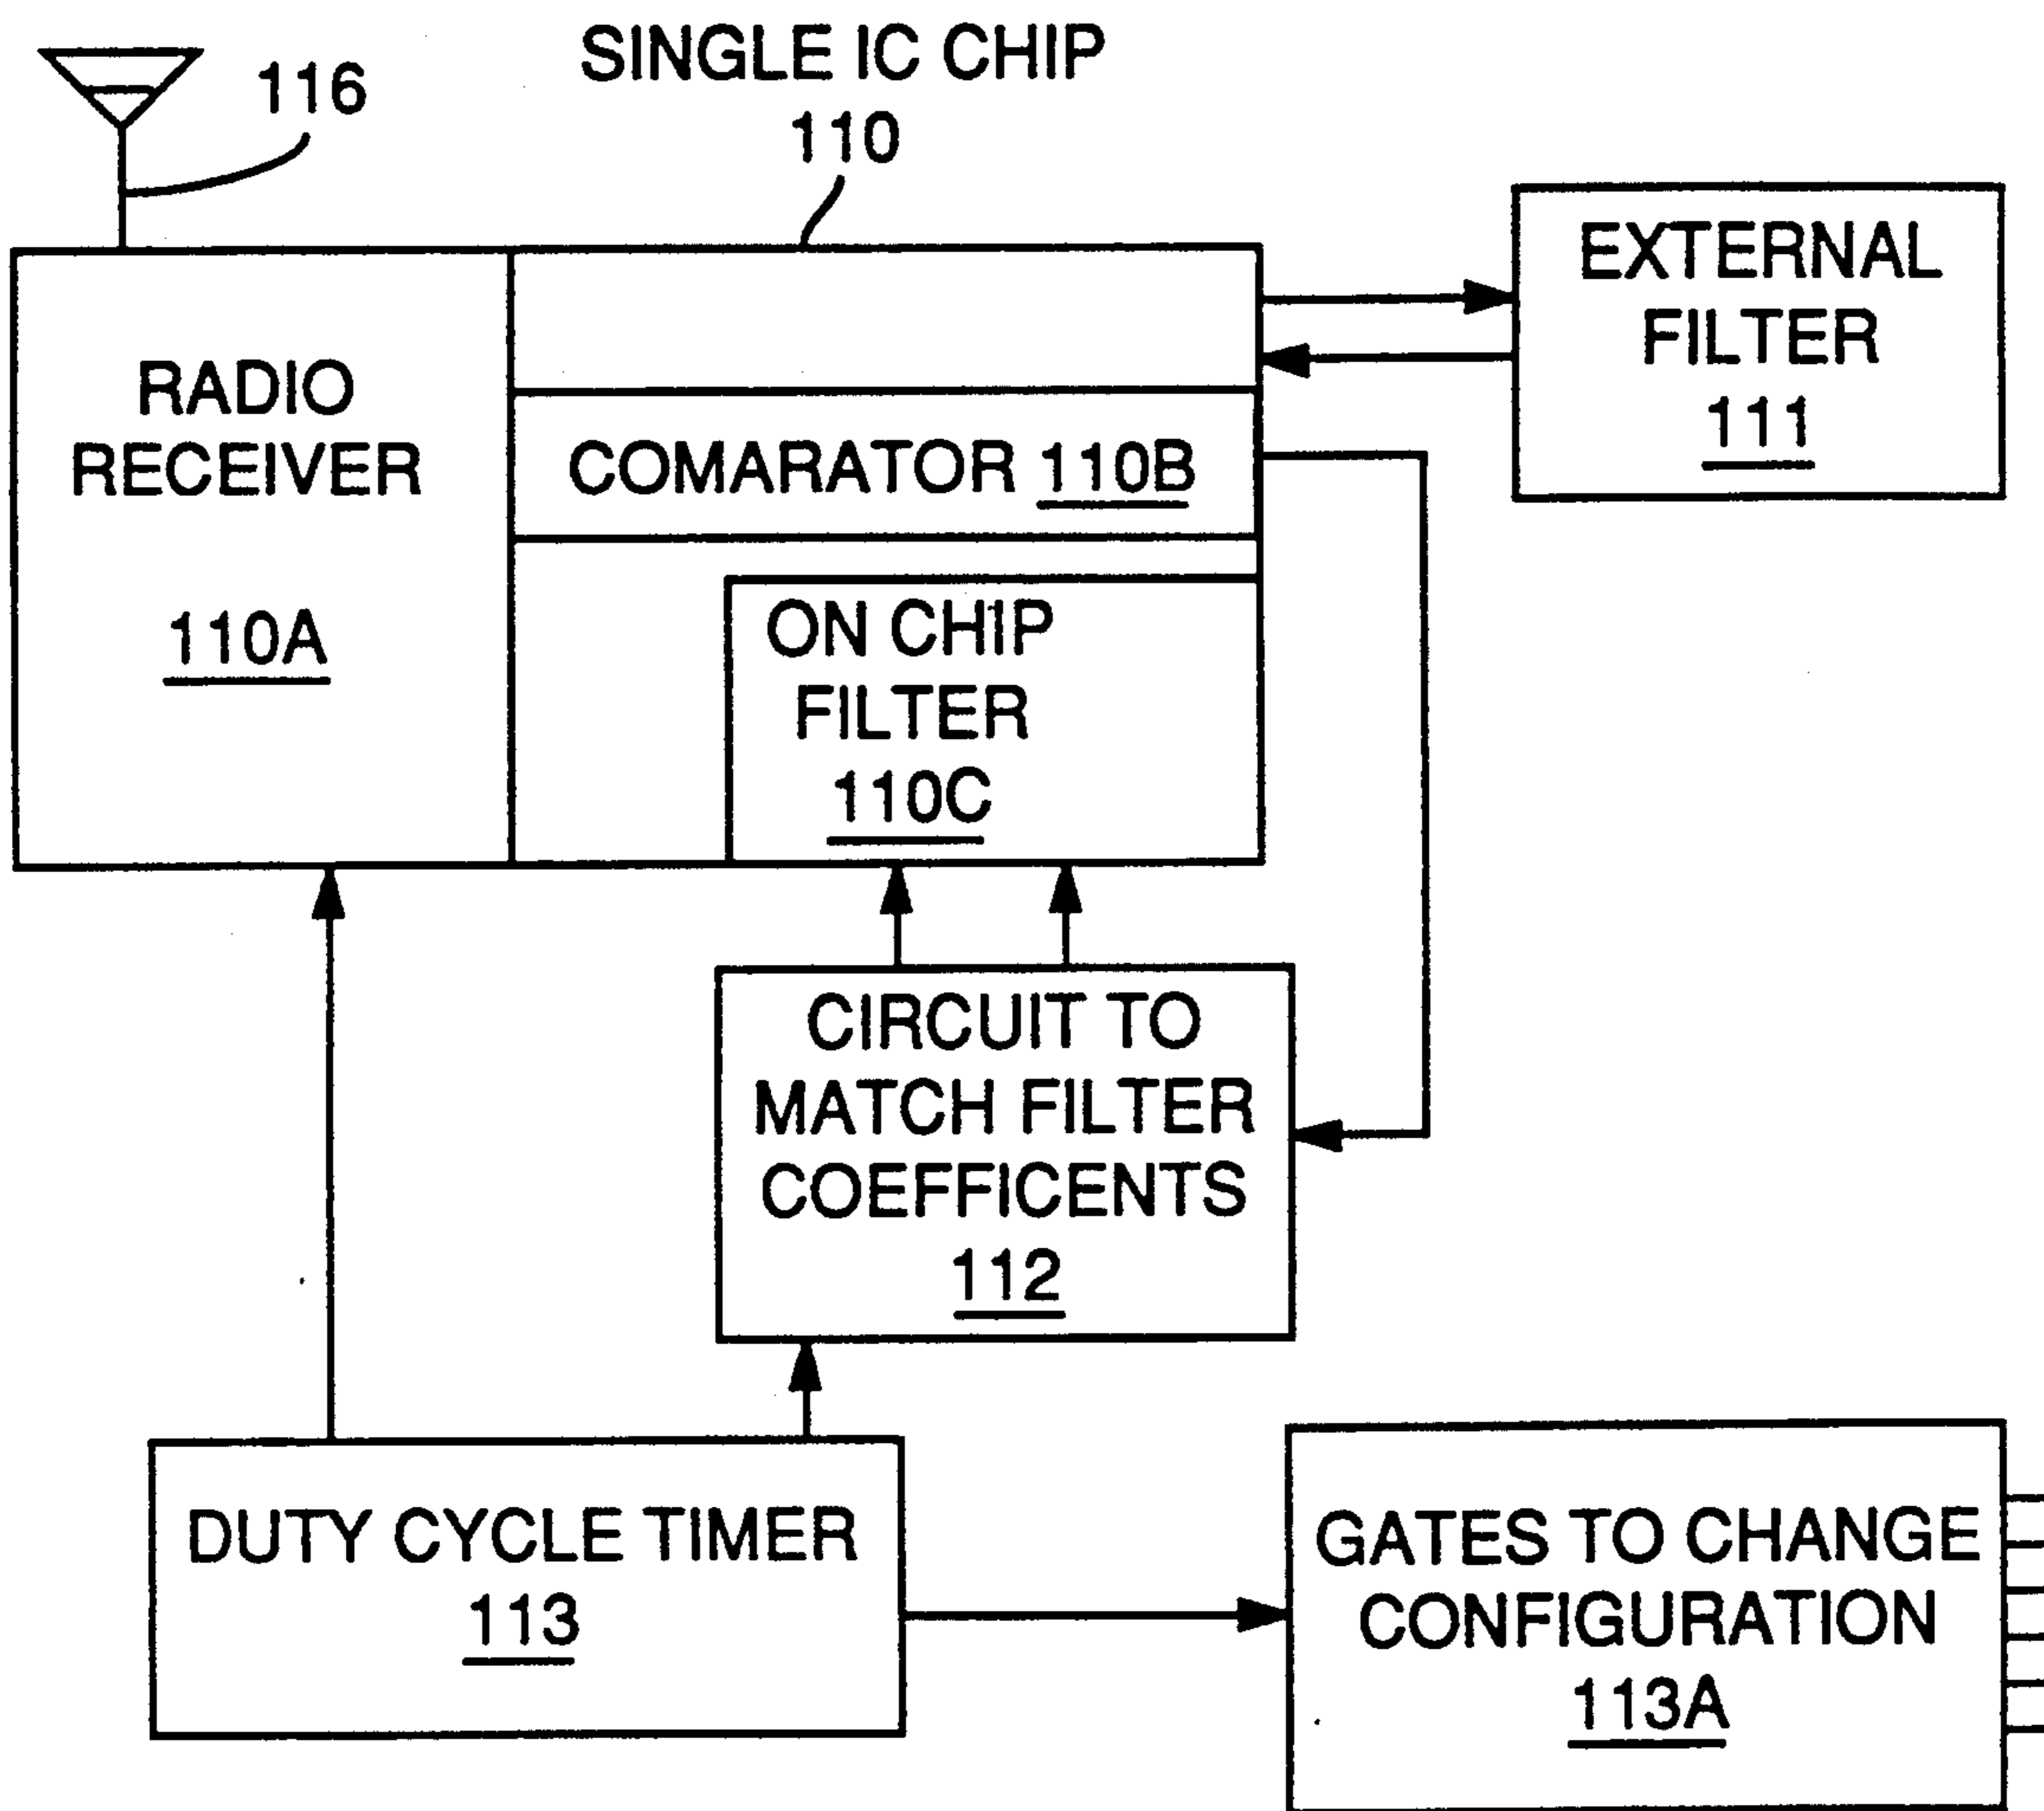 116
SINGLE IC CHIP
110
EXTERNAL
FILTER
111
RADIO
RECEIVER
110A
COMARATOR 110B
ON CHIP
FILTER
110C
CIRCUIT TO
MATCH FILTER
COEFFICENTS
112
DUTY CYCLE TIMER
113
GATES TO CHANGE
CONFIGURATION
113A